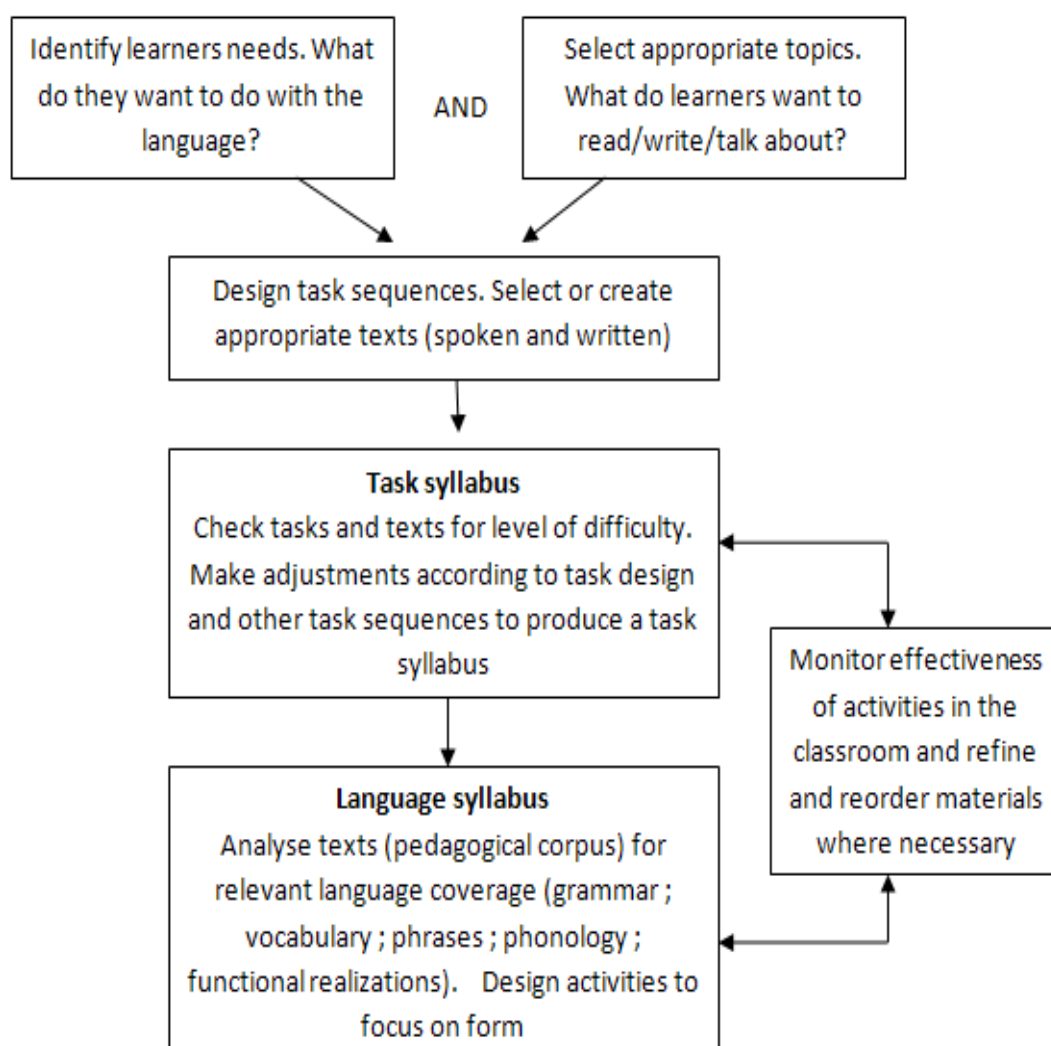 Identify learners needs. What
do they want to do with the
language?
AND
Select appropriate topics.
What do learners want to
read/write/talk about?
Design task sequences. Select or create
appropriate texts (spoken and written)
Task syllabus
Check tasks and texts for level of difficulty.
Make adjustments according to task design
and other task sequences to produce a task
syllabus
Monitor effectiveness
of activities in the
classroom and refine
and reorder materials
where necessary
Language syllabus
Analyse texts (pedagogical corpus) for
relevant language coverage (grammar ;
vocabulary ; phrases ; phonology ;
functional realizations). Design activities to
focus on form